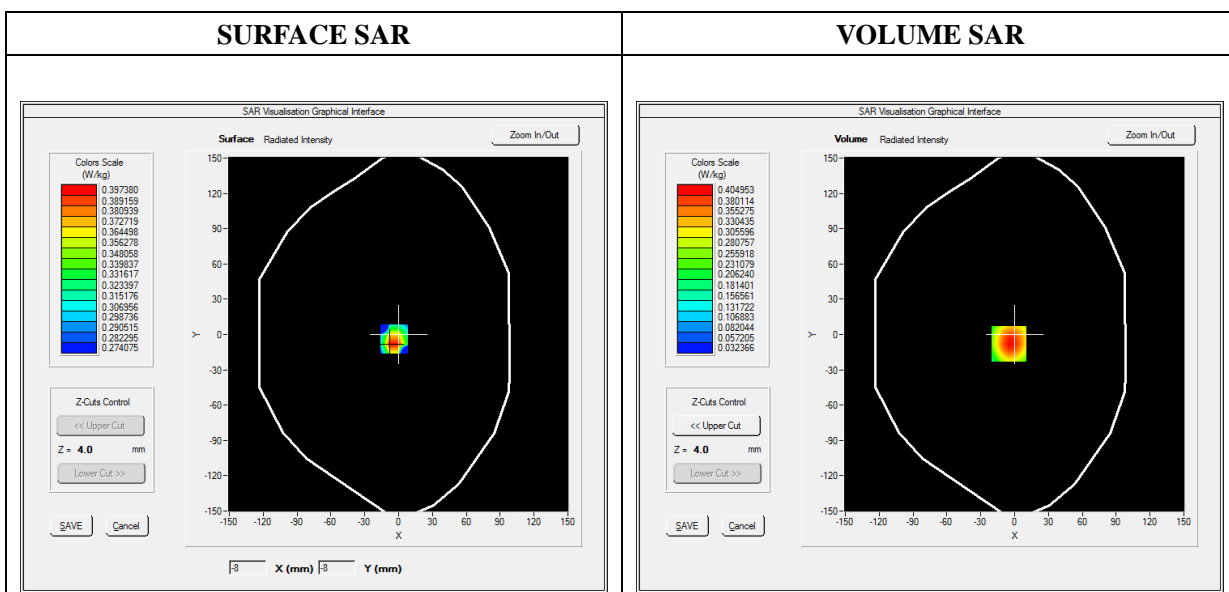 SURFACE SAR
VOLUME SAR
SAR Visualisation Graphical Interface
Surface Radiated Intensity
Zoom In/Out
Colors Scale
(W/kg)
0.397380
0.389159
0.380939
0.372719
0.364498
0.356278
0.348058
0.339837
0.331617
0.323397
0.315176
0.306956
0.298736
0.290515
0.282295
0.274075
Z-Cuts Control
<< Upper Cut
Z = 4.0 mm
Lower Cut >>
SAVE Cancel
150
120
90
60
30
0
-30
-60
-90
-120
-150
Y
-150 -120 -90 -60 -30 0 30 60 90 120 150
X
-8 X (mm) -8 Y (mm)
SAR Visualisation Graphical Interface
Volume Radiated Intensity
Zoom In/Out
Colors Scale
(W/kg)
0.404953
0.380114
0.355275
0.330435
0.305596
0.280757
0.255918
0.231079
0.206240
0.181401
0.156561
0.131722
0.106883
0.082044
0.057205
0.032366
Z-Cuts Control
<< Upper Cut
Z = 4.0 mm
Lower Cut >>
SAVE Cancel
150
120
90
60
30
0
-30
-60
-90
-120
-150
Y
-150 -120 -90 -60 -30 0 30 60 90 120 150
X